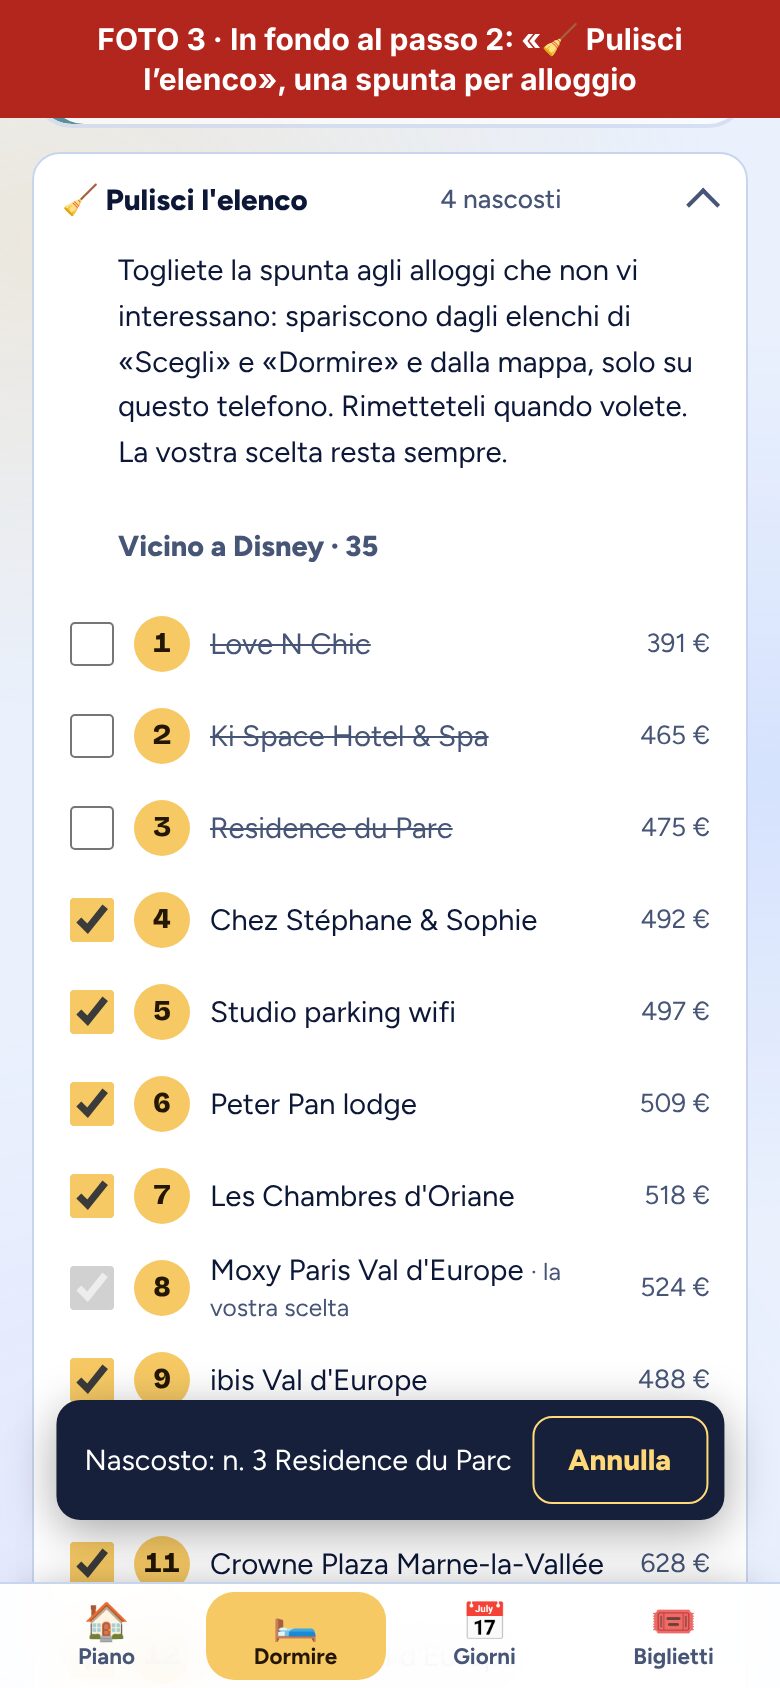 FOTO 3 · In fondo al passo 2: «🧹 Pulisci
l’elenco», una spunta per alloggio
🧹 Pulisci l'elenco 4 nascosti
Togliete la spunta agli alloggi che non vi
interessano: spariscono dagli elenchi di
«Scegli» e «Dormire» e dalla mappa, solo su
questo telefono. Rimetteteli quando volete.
La vostra scelta resta sempre.
Vicino a Disney · 35
1 Love N Chic 391 €
2 Ki Space Hotel & Spa 465 €
3 Residence du Parc 475 €
4 Chez Stéphane & Sophie 492 €
5 Studio parking wifi 497 €
6 Peter Pan lodge 509 €
7 Les Chambres d'Oriane 518 €
8 Moxy Paris Val d'Europe · la
vostra scelta 524 €
9 ibis Val d'Europe 488 €
Nascosto: n. 3 Residence du Parc Annulla
11 Crowne Plaza Marne-la-Vallée 628 €
July
17
Piano Dormire Giorni Biglietti